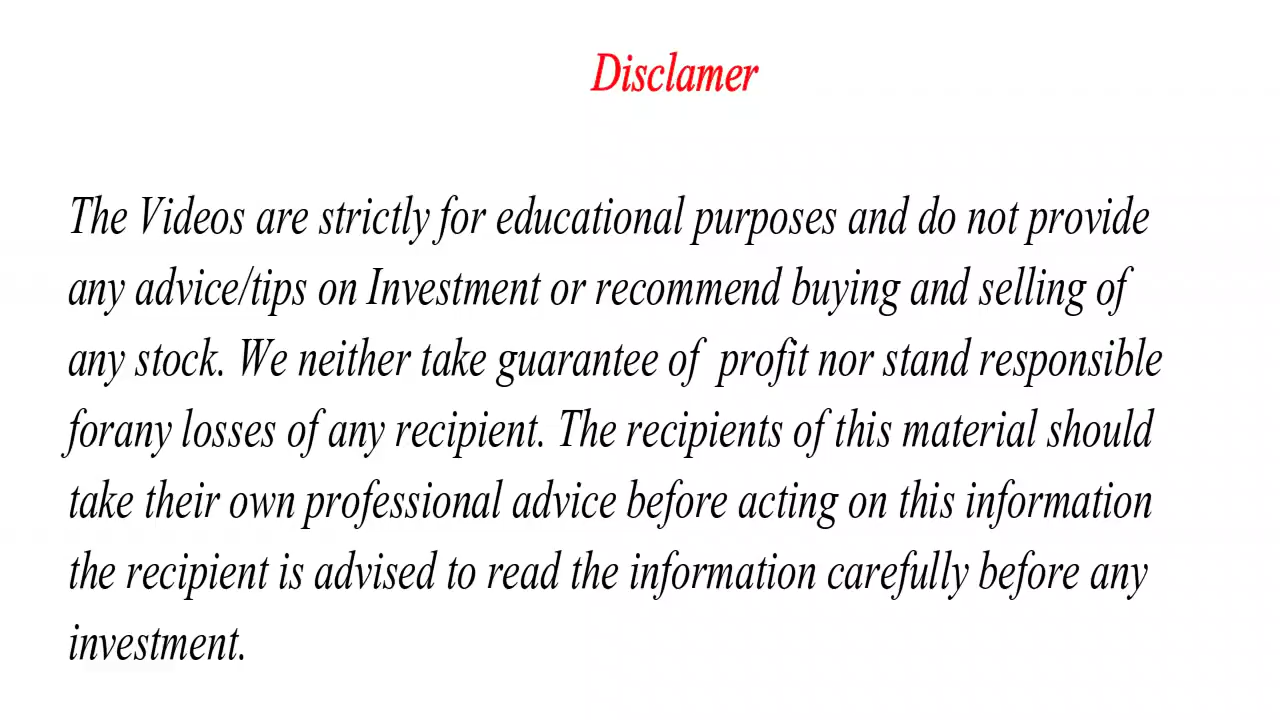 Disclamer
The Videos are strictly for educational purposes and do not provide
any advice/tips on Investment or recommend buying and selling of
any stock. We neither take guarantee of  profit nor stand responsible
forany losses of any recipient. The recipients of this material should
take their own professional advice before acting on this information
the recipient is advised to read the information carefully before any
investment.